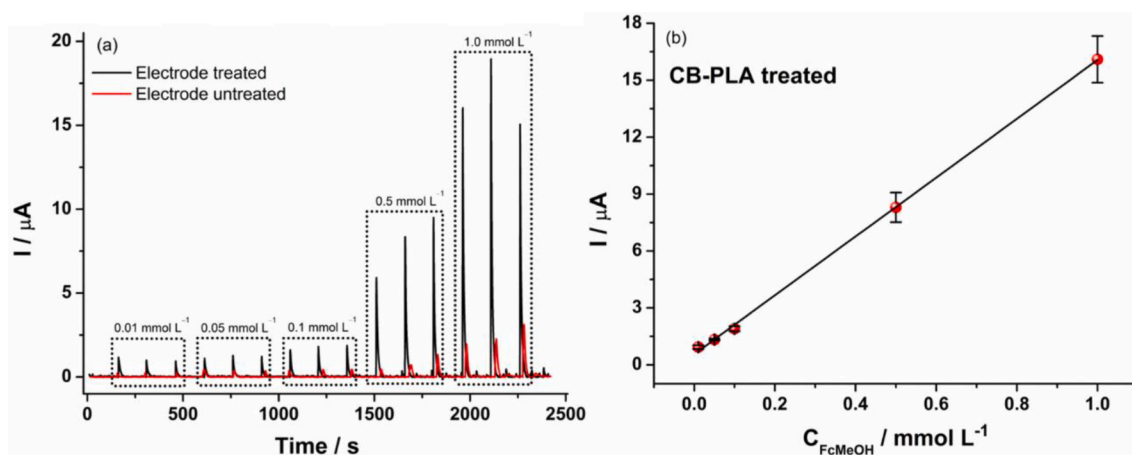 (a)
Electrode treated
Electrode untreated
0.01 mmol L⁻¹
0.05 mmol L⁻¹
0.1 mmol L⁻¹
0.5 mmol L⁻¹
1.0 mmol L⁻¹
I / µA
20
15
10
5
0
0
500
1000
1500
2000
2500
Time / s
(b)
CB-PLA treated
I / µA
18
15
12
9
6
3
0
0.0
0.2
0.4
0.6
0.8
1.0
C_FcMeOH / mmol L⁻¹